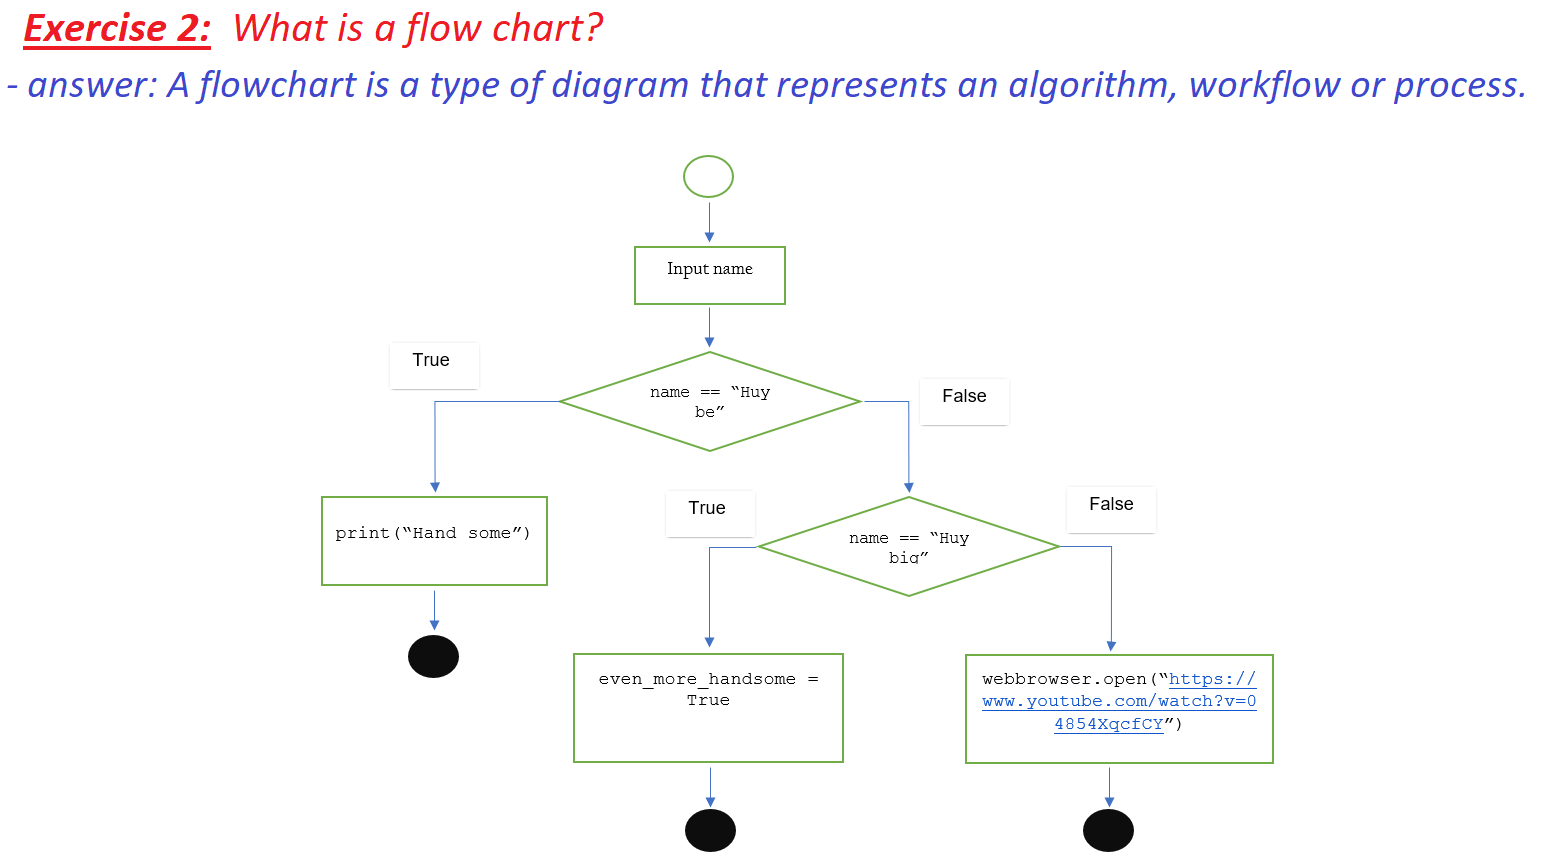 Exercise 2: What is a flow chart?
- answer: A flowchart is a type of diagram that represents an algorithm, workflow or process.
Input name
True
name == “Huy
be”
False
print(“Hand some”)
True
name == “Huy
big”
False
even_more_handsome =
True
webbrowser.open(“https://
www.youtube.com/watch?v=0
4854XqcfCY”)